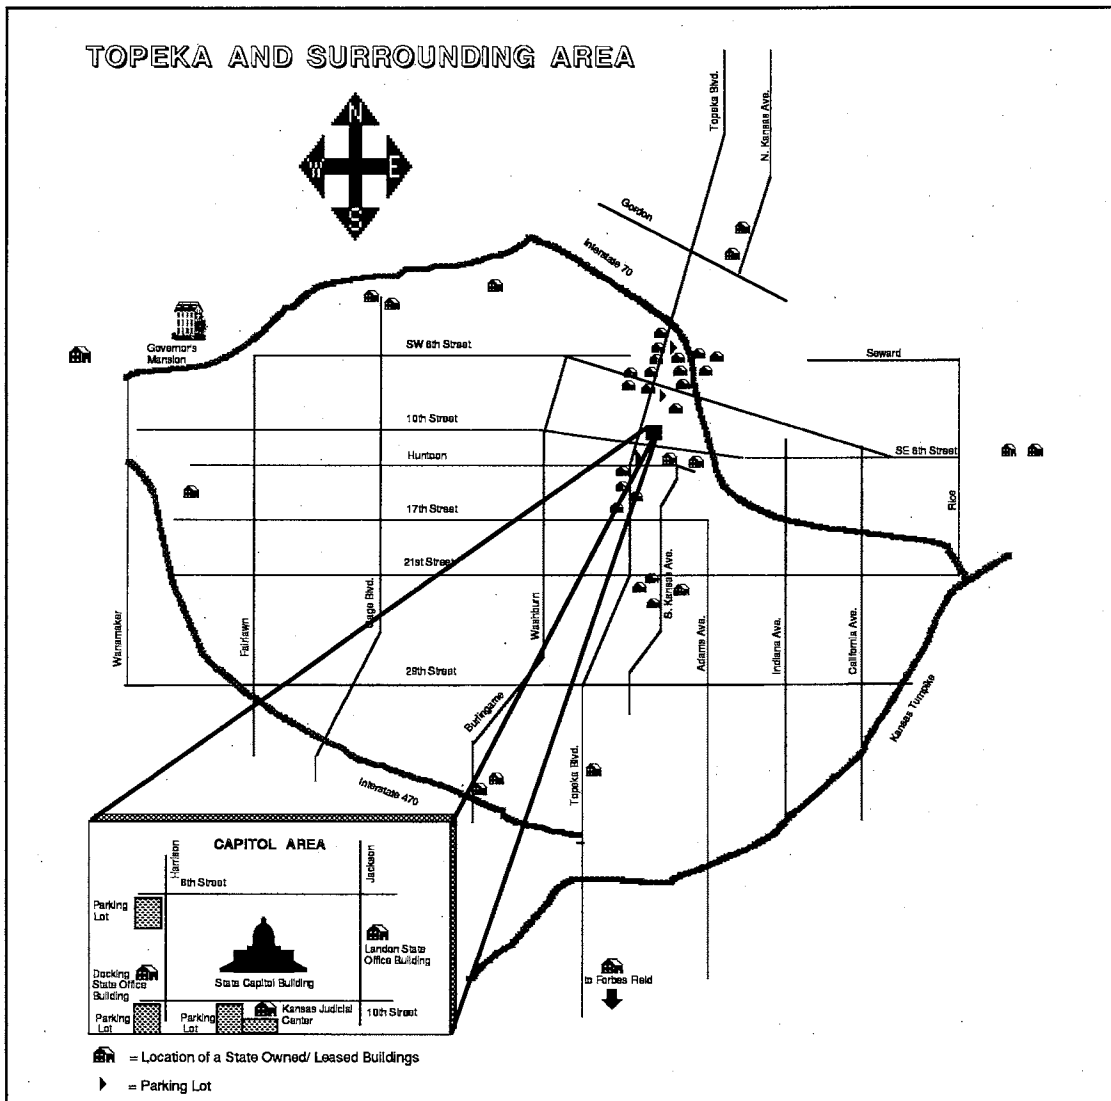 TOPEKA AND SURROUNDING AREA
N
W
E
S
Topeka Blvd.
N. Kansas Ave.
Gordon
Interstate 70
Governor's
Mansion
SW 6th Street
Seward
10th Street
SE 6th Street
Huntoon
Rice
17th Street
21st Street
Wanamaker
Fairlawn
Gage Blvd.
Washburn
S. Kansas Ave.
Adams Ave.
Indiana Ave.
California Ave.
29th Street
Burlingame
Kansas Turnpike
Topeka Blvd.
Interstate 470
CAPITOL AREA
Harrison
Jackson
8th Street
Parking
Lot
Landon State
Office Building
Docking
State Office
Building
State Capitol Building
Parking
Lot
Parking
Lot
Kansas Judicial
Center
10th Street
to Forbes Field
= Location of a State Owned/ Leased Buildings
= Parking Lot